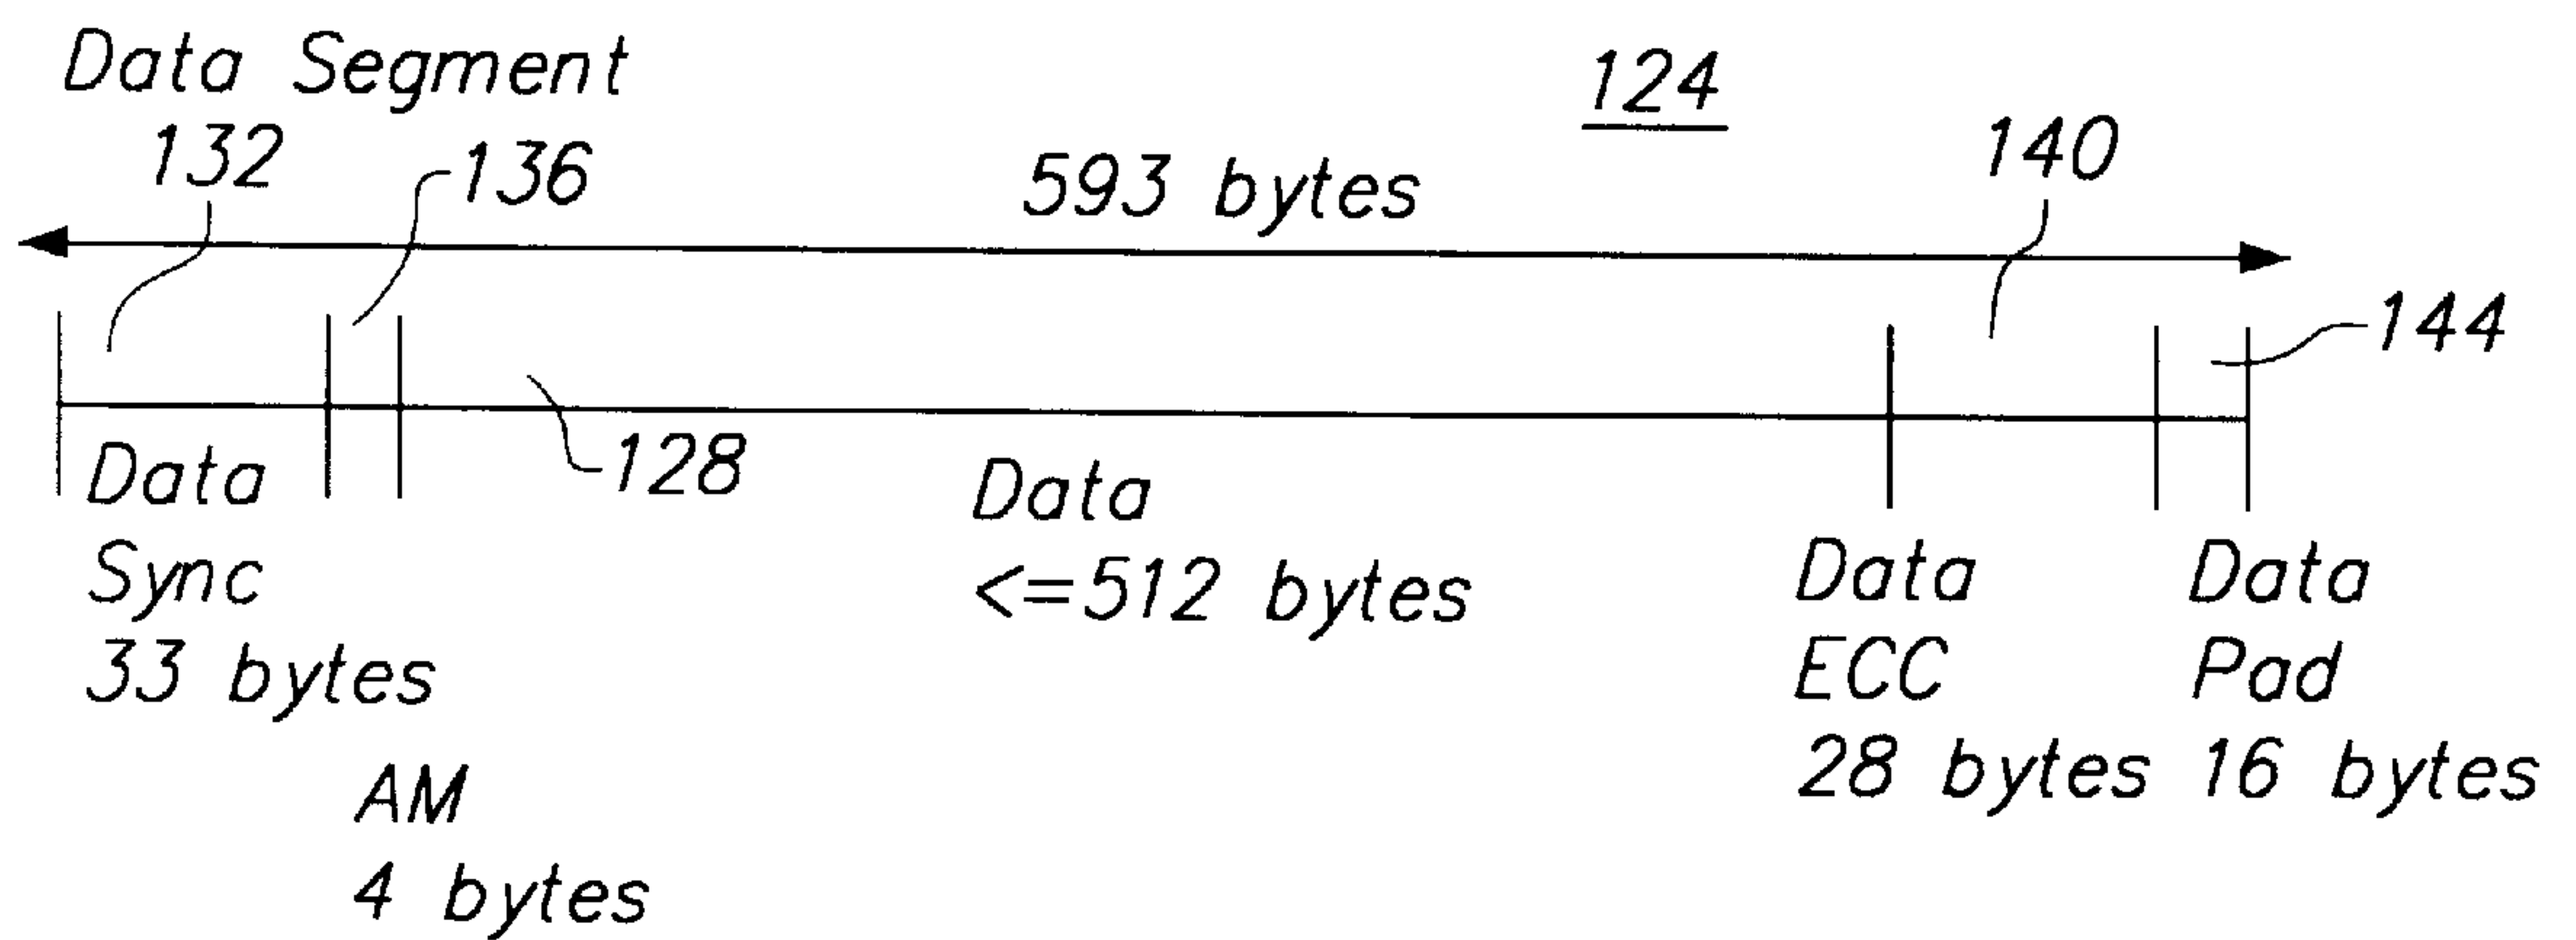 Data Segment
124
132
136
593 bytes
140
144
128
Data
Sync
33 bytes
AM
4 bytes
Data
<=512 bytes
Data
ECC
28 bytes
Data
Pad
16 bytes